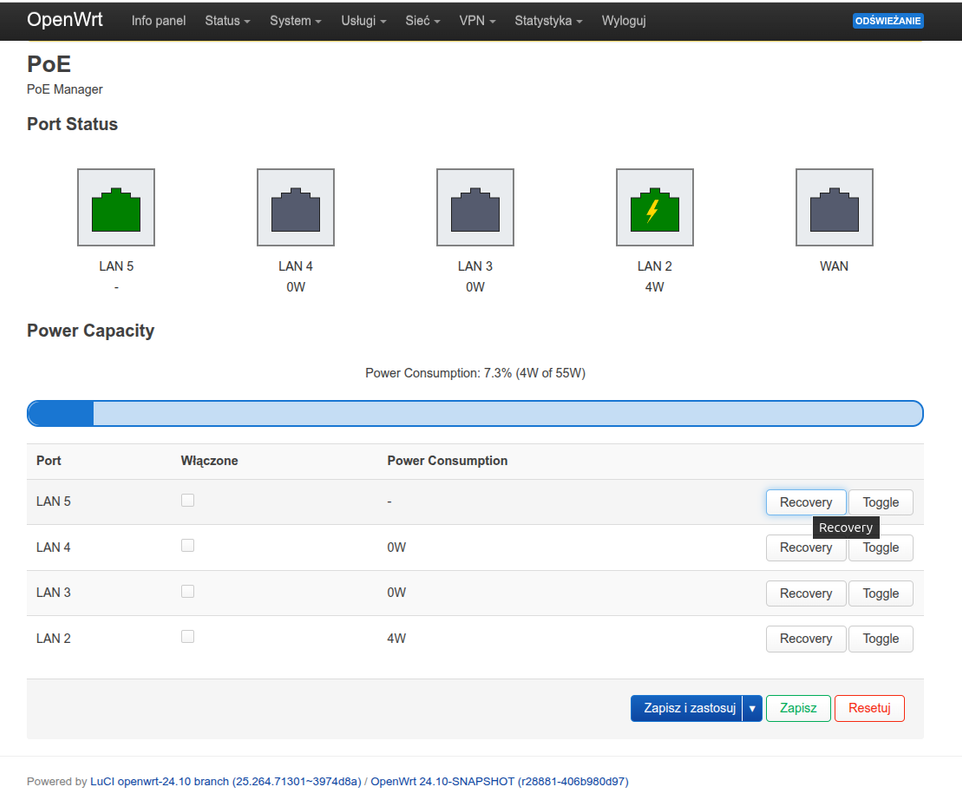 OpenWrt Info panel Status System Usługi Sieć VPN Statystyka Wyloguj ODŚWIEŻANIE
PoE
PoE Manager
Port Status
LAN 5 LAN 4 LAN 3 LAN 2 WAN
- 0W 0W 4W
Power Capacity
Power Consumption: 7.3% (4W of 55W)
Port Włączone Power Consumption
LAN 5 - Recovery Toggle
Recovery
LAN 4 0W Recovery Toggle
LAN 3 0W Recovery Toggle
LAN 2 4W Recovery Toggle
Zapisz i zastosuj ▾ Zapisz Resetuj
Powered by LuCI openwrt-24.10 branch (25.264.71301~3974d8a) / OpenWrt 24.10-SNAPSHOT (r28881-406b980d97)